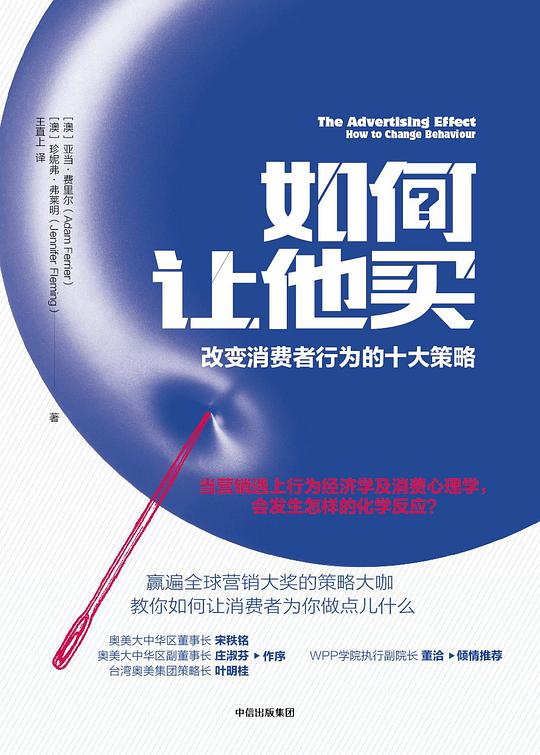 The Advertising Effect
How to Change Behaviour
如何
让他买
改变消费者行为的十大策略
[澳] 亚当·费里尔 (Adam Ferrier)
[澳] 珍妮弗·弗莱明 (Jennifer Fleming)
著
王直上 译
当营销遇上行为经济学及消费心理学,
会发生怎样的化学反应?
赢遍全球营销大奖的策略大咖
教你如何让消费者为你做点儿什么
奥美大中华区董事长 宋秩铭
奥美大中华区副董事长 庄淑芬 ▶ 作序
台湾奥美集团策略长 叶明桂
WPP学院执行副院长 董洽 ▶ 倾情推荐
中信出版集团